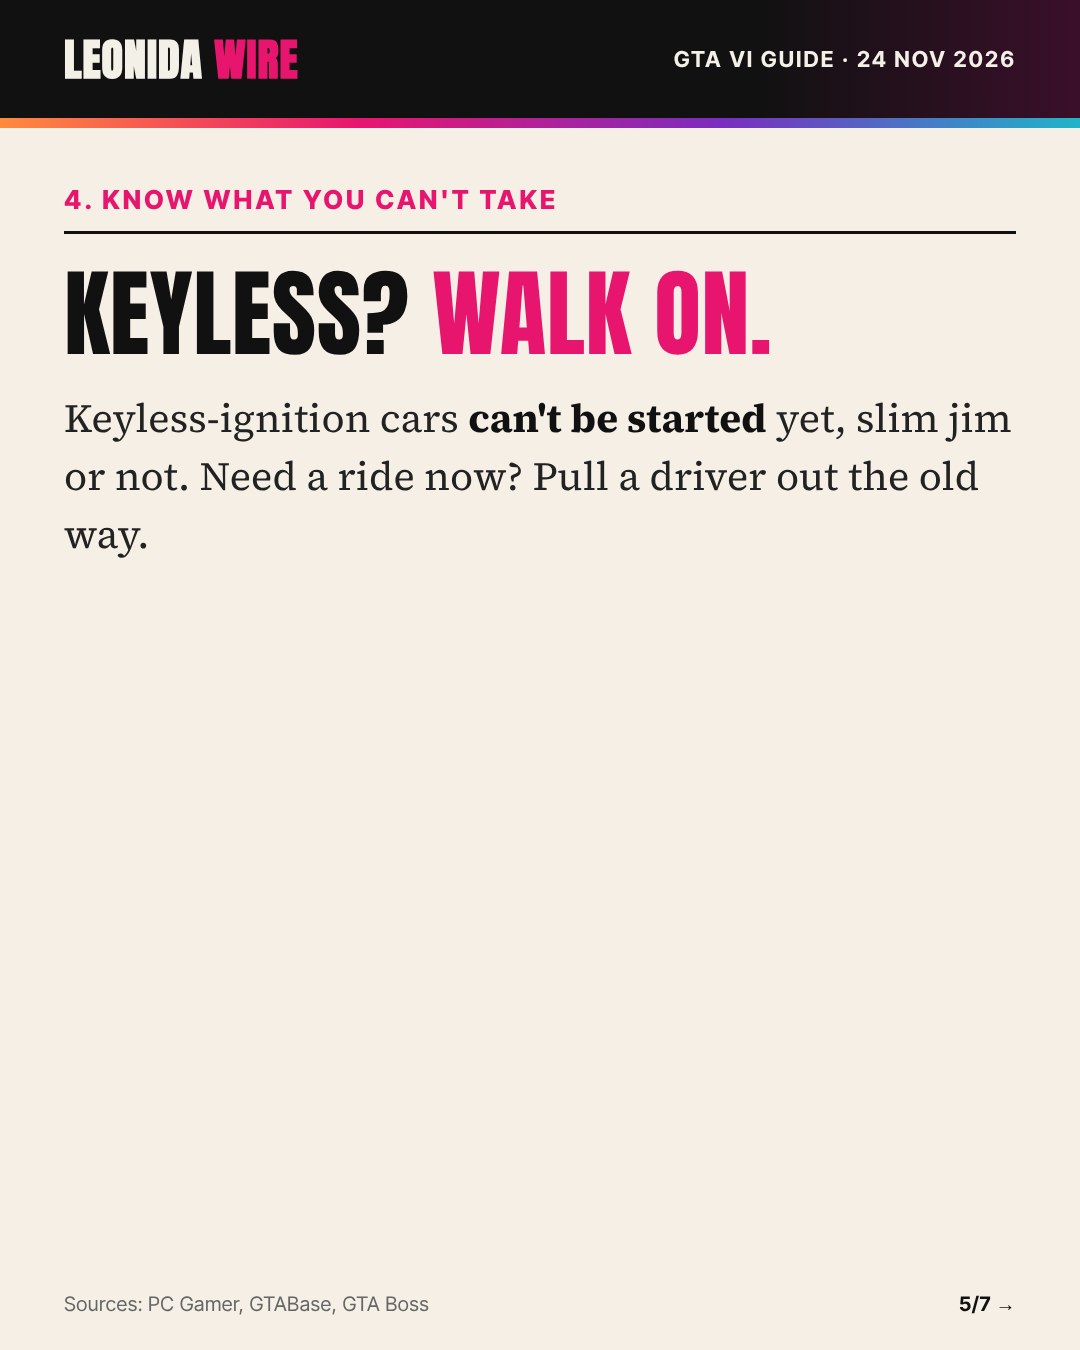 LEONIDA WIRE
GTA VI GUIDE · 24 NOV 2026
4. KNOW WHAT YOU CAN'T TAKE
KEYLESS? WALK ON.
Keyless-ignition cars can't be started yet, slim jim
or not. Need a ride now? Pull a driver out the old
way.
Sources: PC Gamer, GTABase, GTA Boss
5/7 →